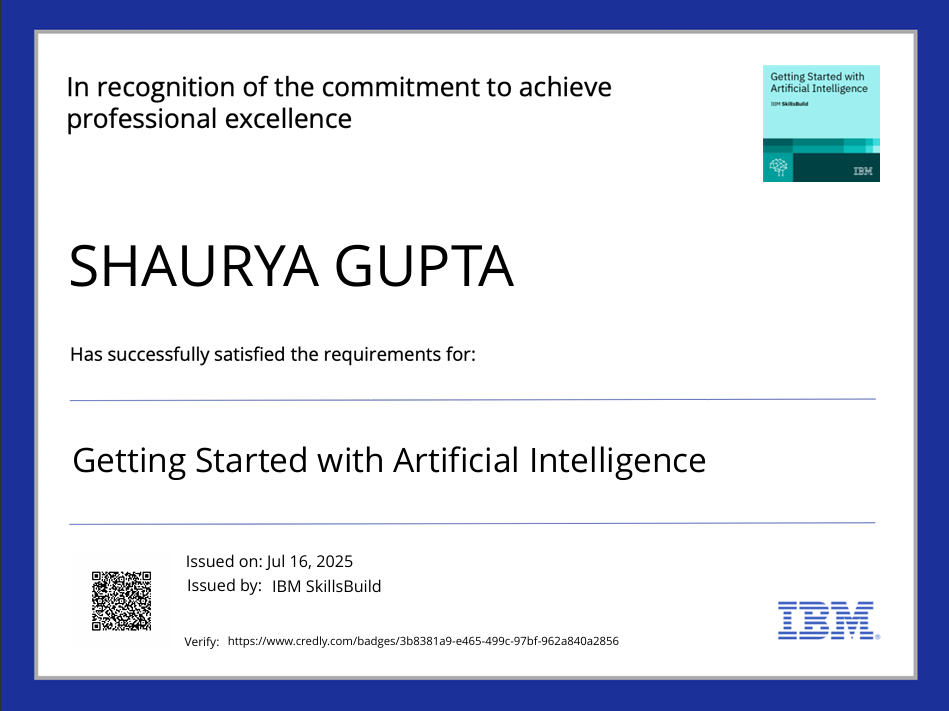 In recognition of the commitment to achieve
professional excellence
Getting Started with
Artificial Intelligence
IBM SkillsBuild
IBM
SHAURYA GUPTA
Has successfully satisfied the requirements for:
Getting Started with Artificial Intelligence
Issued on: Jul 16, 2025
Issued by: IBM SkillsBuild
Verify: https://www.credly.com/badges/3b8381a9-e465-499c-97bf-962a840a2856
IBM®